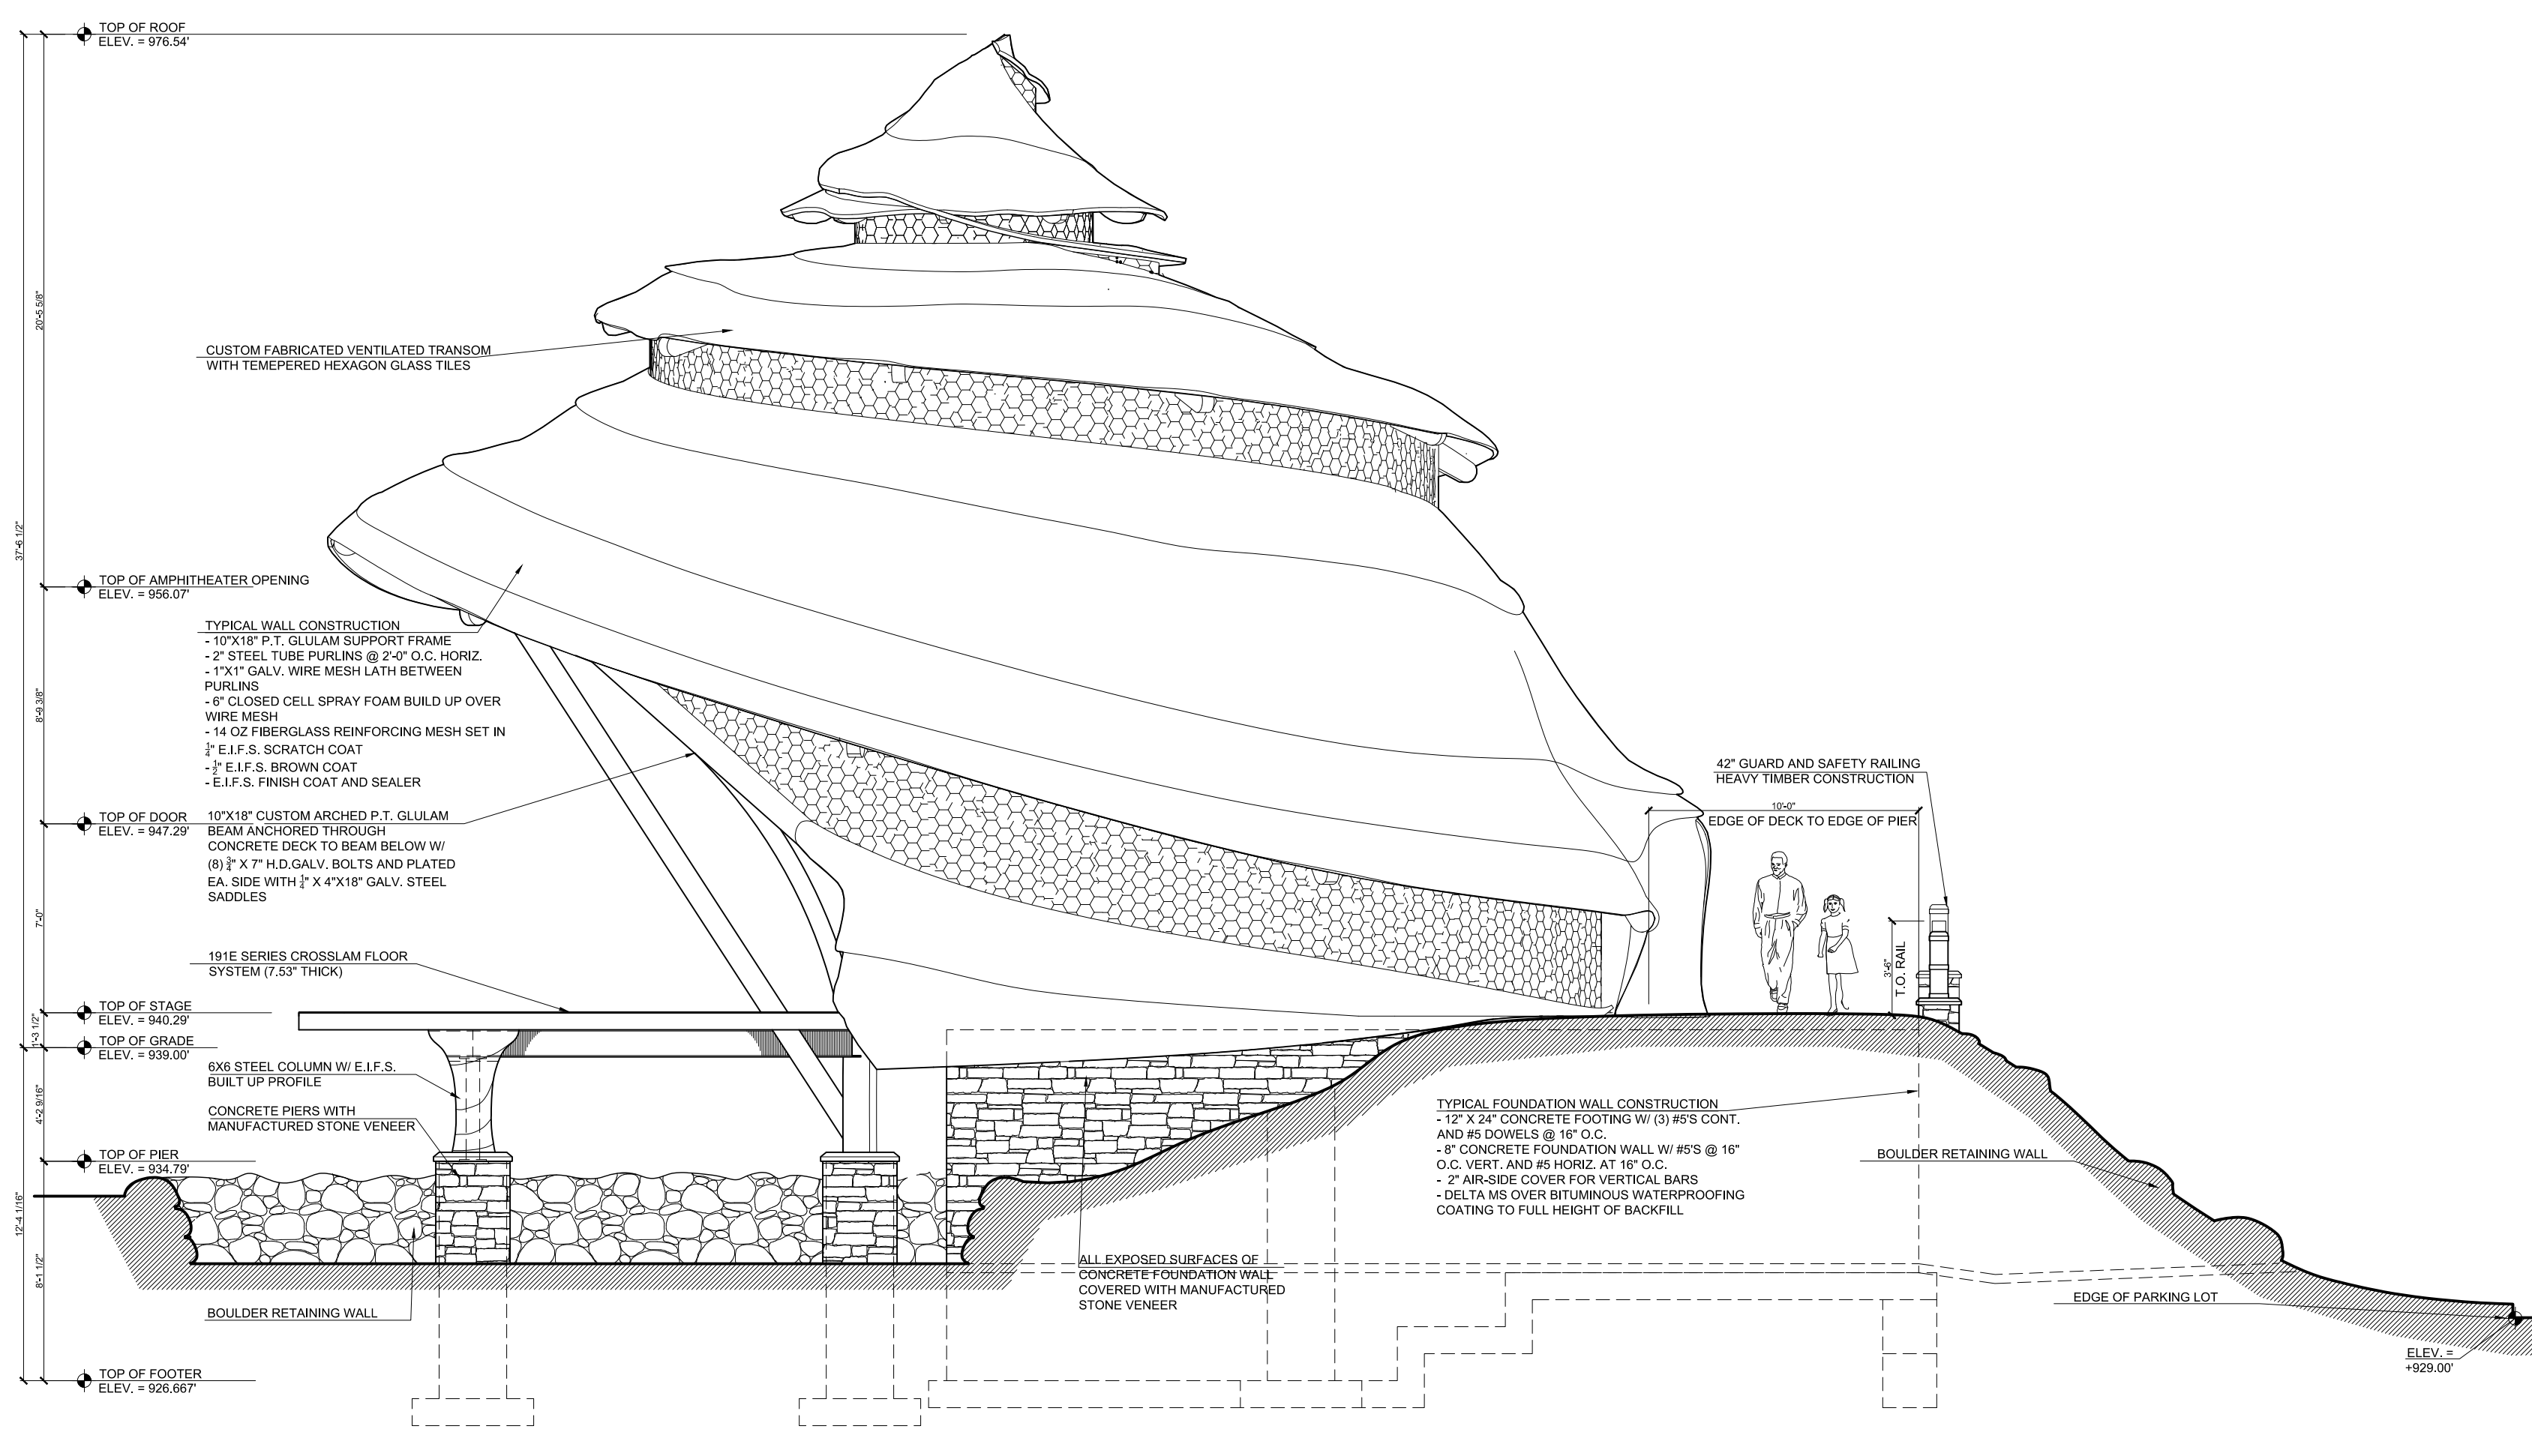 TOP OF ROOF
ELEV. = 976.54'
20'-5 5/8"
CUSTOM FABRICATED VENTILATED TRANSOM
WITH TEMEPERED HEXAGON GLASS TILES
37'-6 1/2"
TOP OF AMPHITHEATER OPENING
ELEV. = 956.07'
TYPICAL WALL CONSTRUCTION
- 10"X18" P.T. GLULAM SUPPORT FRAME
- 2" STEEL TUBE PURLINS @ 2'-0" O.C. HORIZ.
- 1"X1" GALV. WIRE MESH LATH BETWEEN
PURLINS
- 6" CLOSED CELL SPRAY FOAM BUILD UP OVER
WIRE MESH
- 14 OZ FIBERGLASS REINFORCING MESH SET IN
1/4" E.I.F.S. SCRATCH COAT
- 1/2" E.I.F.S. BROWN COAT
- E.I.F.S. FINISH COAT AND SEALER
8'-9 3/8"
42" GUARD AND SAFETY RAILING
HEAVY TIMBER CONSTRUCTION
10'-0"
EDGE OF DECK TO EDGE OF PIER
TOP OF DOOR
ELEV. = 947.29'
10"X18" CUSTOM ARCHED P.T. GLULAM
BEAM ANCHORED THROUGH
CONCRETE DECK TO BEAM BELOW W/
(8) 3/4" X 7" H.D.GALV. BOLTS AND PLATED
EA. SIDE WITH 1/4" X 4"X18" GALV. STEEL
SADDLES
7'-0"
3'-6"
T.O. RAIL
191E SERIES CROSSLAM FLOOR
SYSTEM (7.53" THICK)
TOP OF STAGE
ELEV. = 940.29'
1'-3 1/2"
TOP OF GRADE
ELEV. = 939.00'
6X6 STEEL COLUMN W/ E.I.F.S.
BUILT UP PROFILE
4'-2 9/16"
CONCRETE PIERS WITH
MANUFACTURED STONE VENEER
TYPICAL FOUNDATION WALL CONSTRUCTION
- 12" X 24" CONCRETE FOOTING W/ (3) #5'S CONT.
AND #5 DOWELS @ 16" O.C.
- 8" CONCRETE FOUNDATION WALL W/ #5'S @ 16"
O.C. VERT. AND #5 HORIZ. AT 16" O.C.
- 2" AIR-SIDE COVER FOR VERTICAL BARS
- DELTA MS OVER BITUMINOUS WATERPROOFING
COATING TO FULL HEIGHT OF BACKFILL
BOULDER RETAINING WALL
TOP OF PIER
ELEV. = 934.79'
12'-4 1/16"
8'-1 1/2"
ALL EXPOSED SURFACES OF
CONCRETE FOUNDATION WALL
COVERED WITH MANUFACTURED
STONE VENEER
BOULDER RETAINING WALL
EDGE OF PARKING LOT
ELEV. =
+929.00'
TOP OF FOOTER
ELEV. = 926.667'